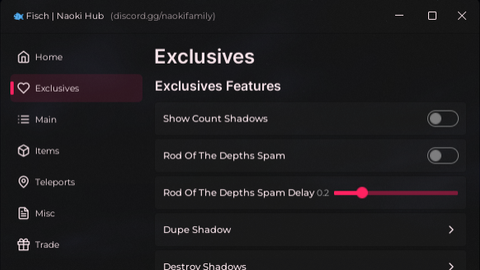 Fisch | Naoki Hub (discord.gg/naokifamily)
Home
Exclusives
Main
Items
Teleports
Misc
Trade
Exclusives
Exclusives Features
Show Count Shadows
Rod Of The Depths Spam
Rod Of The Depths Spam Delay 0.2
Dupe Shadow
Destroy Shadows